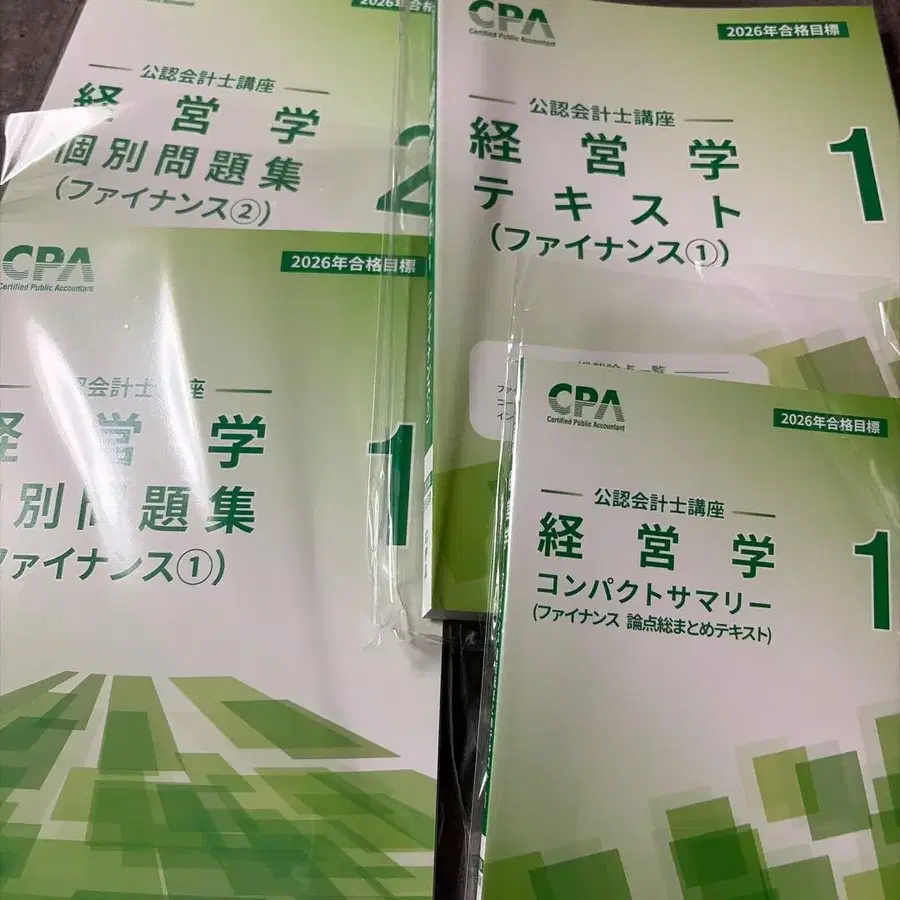 2026年合格
公認会計士講座
経営学
個別問題集
(ファイナンス②)
2
CPA
Certified Public Accountant
2026年合格目標
公認会計士講座
経営学
テキスト
(ファイナンス①)
1
CPA
Certified Public Accountant
2026年合格目標
認会計士講座
経営学
別問題集
ファイナンス①)
1
CPA
Certified Public Accountant
2026年合格目標
公認会計士講座
経営学
コンパクトサマリー
(ファイナンス 論点総まとめテキスト)
1